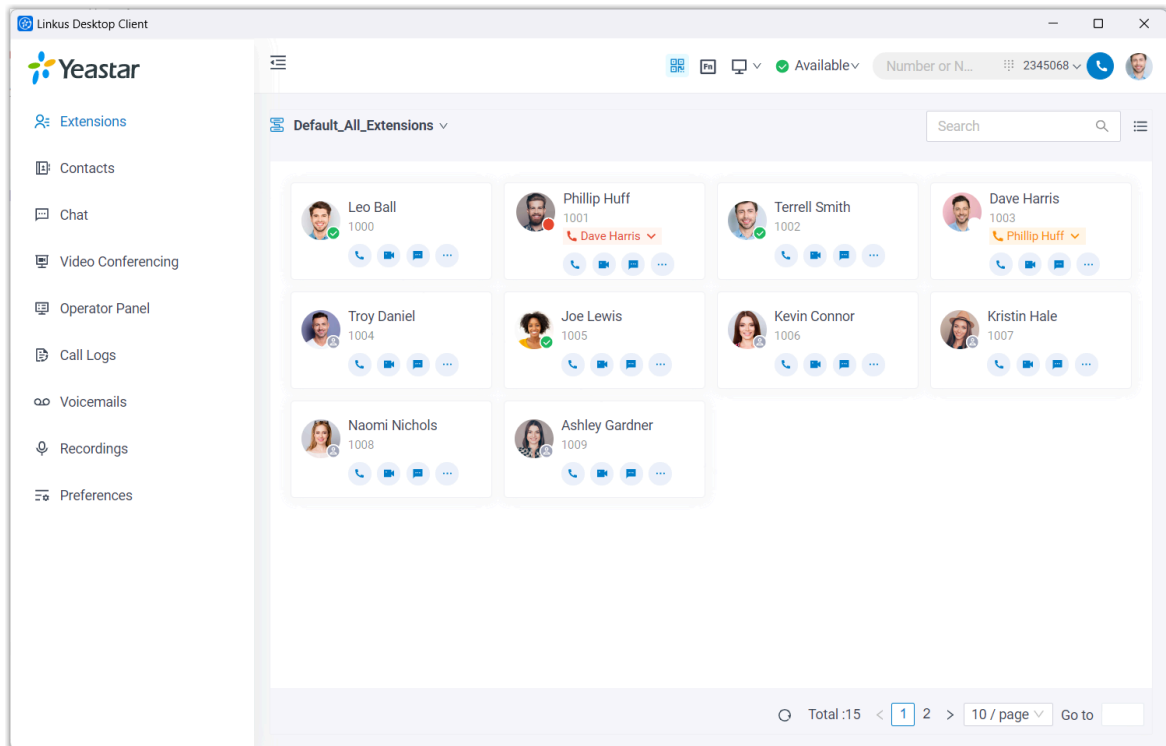 Linkus Desktop Client
Yeastar
Fn
Available
Number or N...
2345068
Extensions
Contacts
Chat
Video Conferencing
Operator Panel
Call Logs
Voicemails
Recordings
Preferences
Default_All_Extensions
Search
Leo Ball
1000
Phillip Huff
1001
Dave Harris
Terrell Smith
1002
Dave Harris
1003
Phillip Huff
Troy Daniel
1004
Joe Lewis
1005
Kevin Connor
1006
Kristin Hale
1007
Naomi Nichols
1008
Ashley Gardner
1009
Total :15 < 1 2 > 10 / page Go to